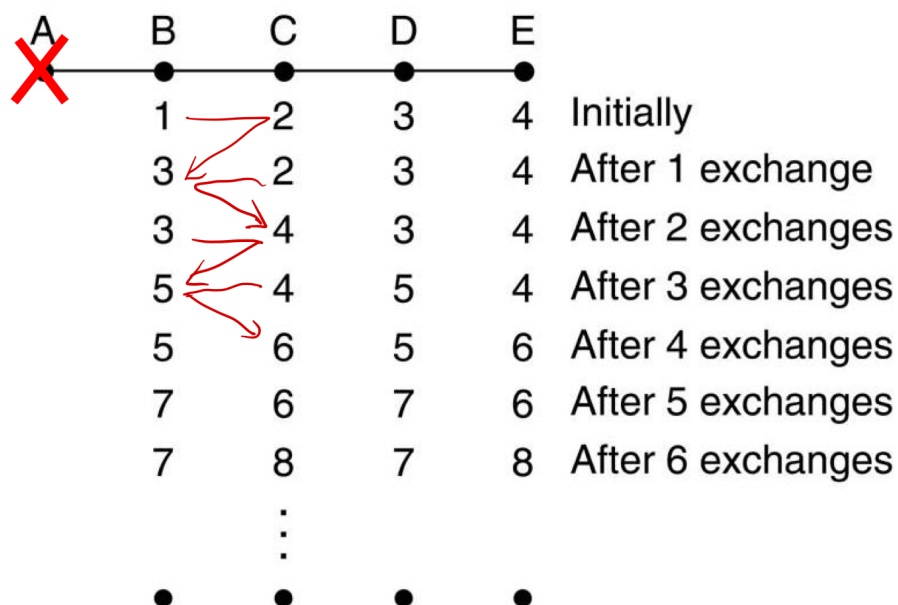 A B C D E
1 2 3 4 Initially
3 2 3 4 After 1 exchange
3 4 3 4 After 2 exchanges
5 4 5 4 After 3 exchanges
5 6 5 6 After 4 exchanges
7 6 7 6 After 5 exchanges
7 8 7 8 After 6 exchanges